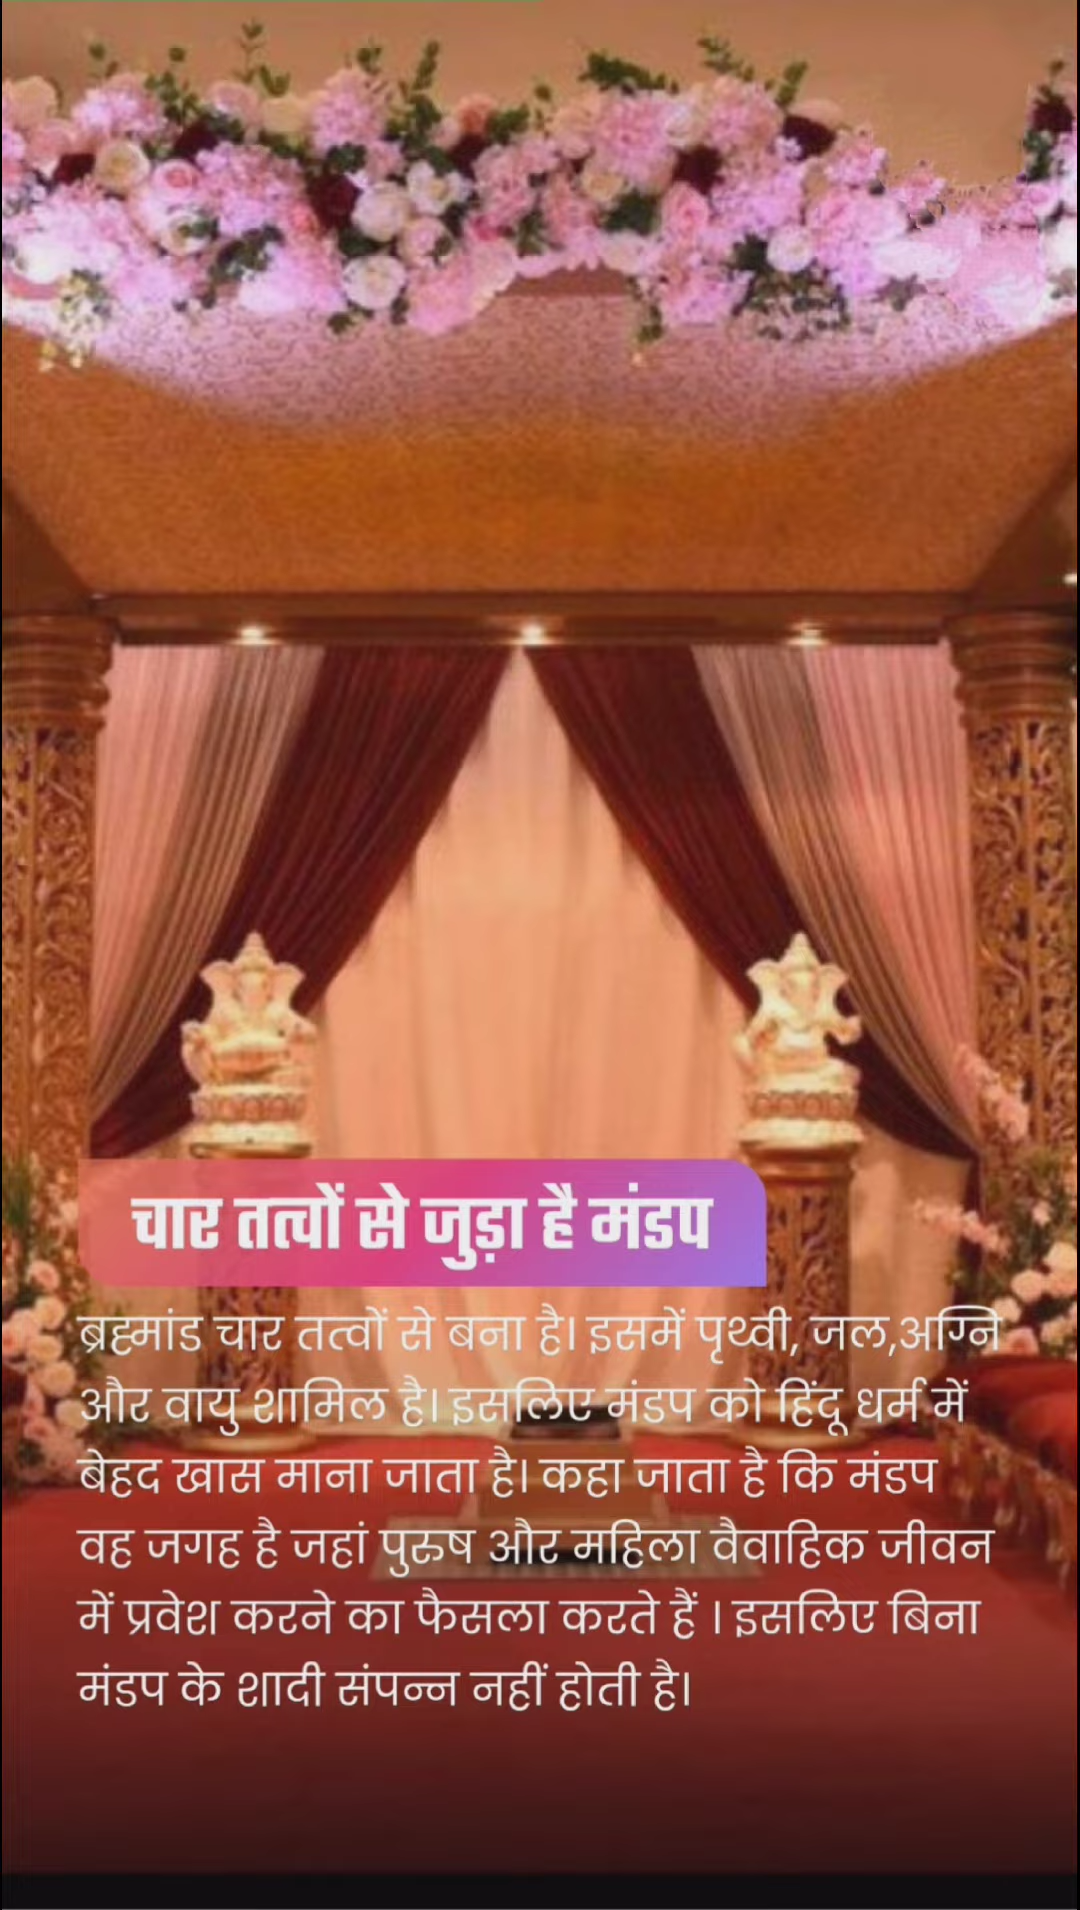 चार तत्वों से जुड़ा है मंडप
ब्रह्मांड चार तत्वों से बना है। इसमें पृथ्वी, जल,अग्नि
और वायु शामिल है। इसलिए मंडप को हिंदू धर्म में
बेहद खास माना जाता है। कहा जाता है कि मंडप
वह जगह है जहां पुरुष और महिला वैवाहिक जीवन
में प्रवेश करने का फैसला करते हैं । इसलिए बिना
मंडप के शादी संपन्न नहीं होती है।